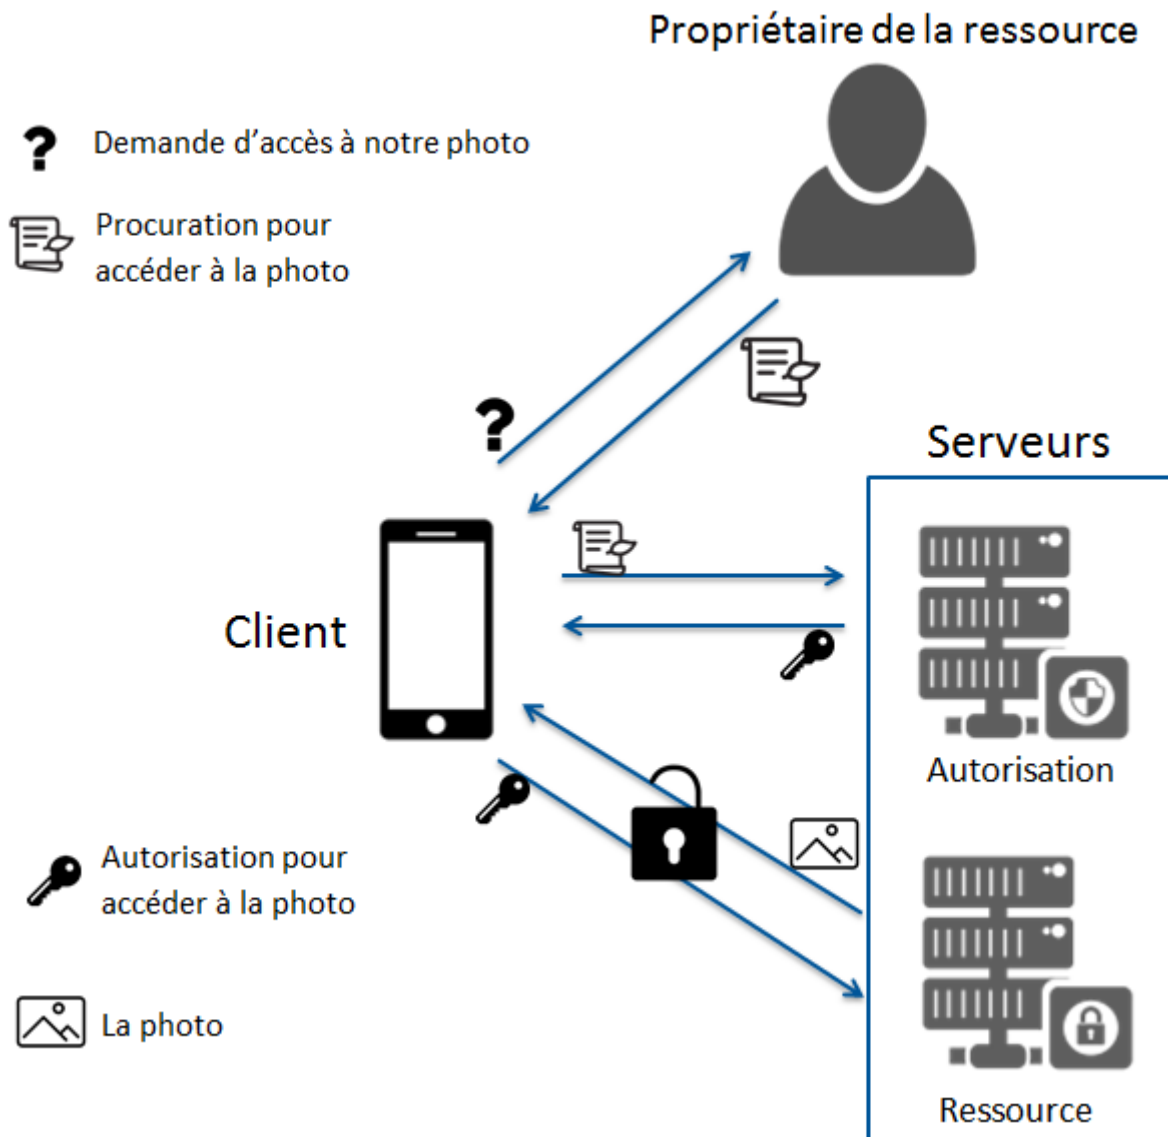 Propriétaire de la ressource
Demande d'accès à notre photo
Procuration pour
accéder à la photo
Serveurs
Client
Autorisation
Autorisation pour
accéder à la photo
La photo
Ressource